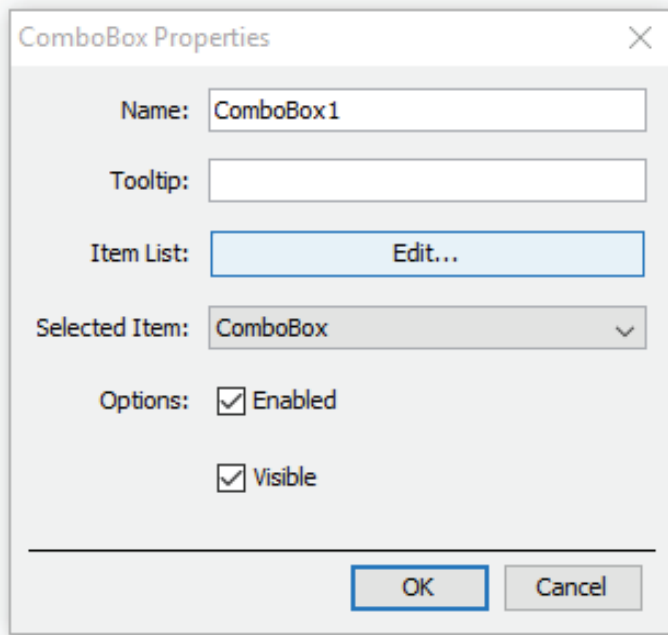 ComboBox Properties
Name: ComboBox1
Tooltip:
Item List: Edit...
Selected Item: ComboBox
Options: Enabled
Visible
OK Cancel